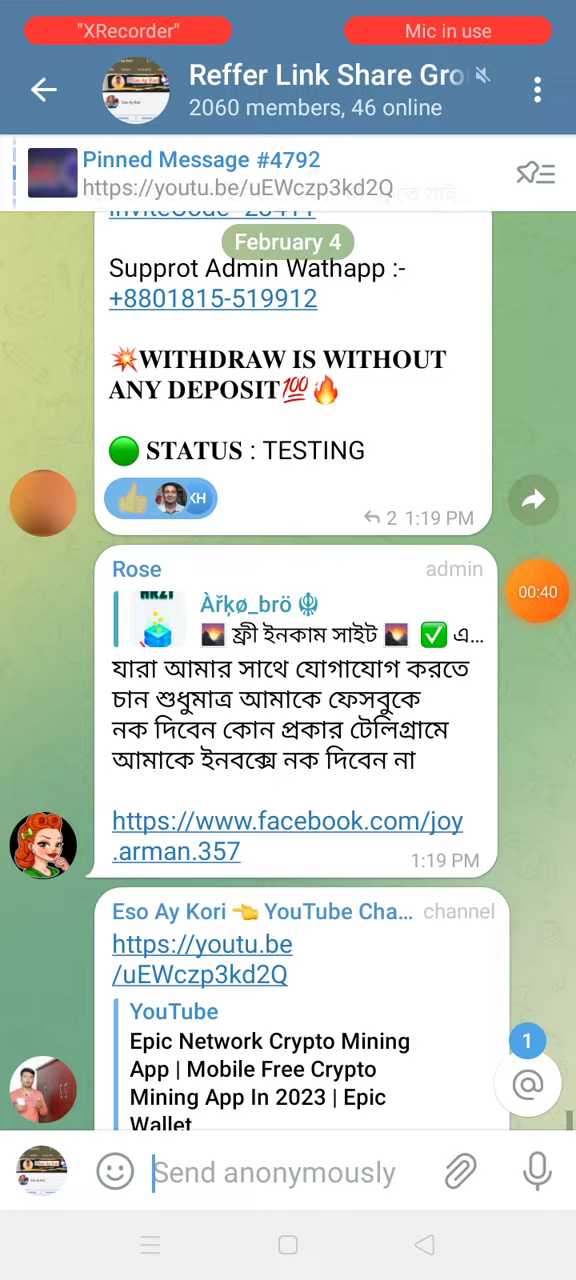 "XRecorder"
Mic in use
Reffer Link Share Gro
2060 members, 46 online
Pinned Message #4792
https://youtu.be/uEWczp3kd2Q
InviteCode
February 4
Supprot Admin Wathapp :-
+8801815-519912
💥WITHDRAW IS WITHOUT
ANY DEPOSIT💯🔥
🟢 STATUS : TESTING
KH
2 1:19 PM
00:40
Rose
admin
Àřķø_brö ☬
🌄 ফ্রী ইনকাম সাইট 🌄 ✅ এ...
যারা আমার সাথে যোগাযোগ করতে
চান শুধুমাত্র আমাকে ফেসবুকে
নক দিবেন কোন প্রকার টেলিগ্রামে
আমাকে ইনবক্সে নক দিবেন না
https://www.facebook.com/joy
.arman.357
1:19 PM
Eso Ay Kori 👈 YouTube Cha...
channel
https://youtu.be
/uEWczp3kd2Q
YouTube
Epic Network Crypto Mining
App | Mobile Free Crypto
Mining App In 2023 | Epic
Wallet
1
@
Send anonymously